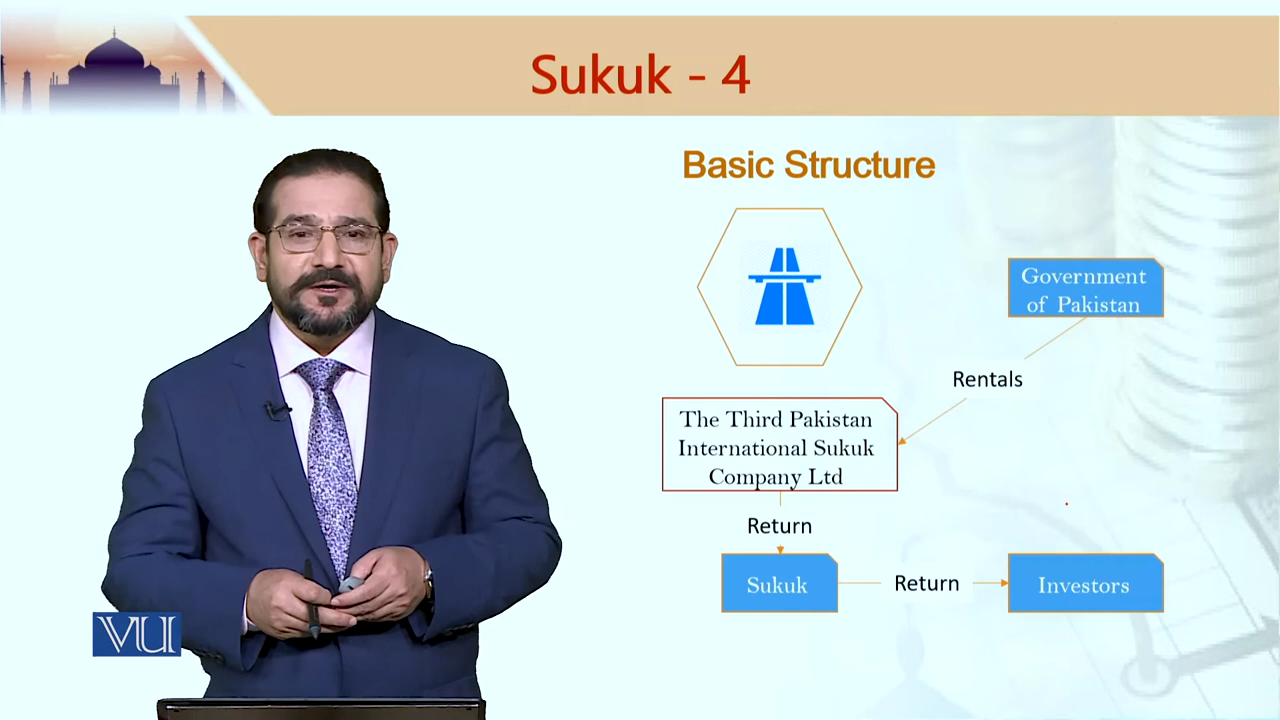 Sukuk - 4
Basic Structure
Government
of Pakistan
Rentals
The Third Pakistan
International Sukuk
Company Ltd
Return
Sukuk
Return
Investors
VU